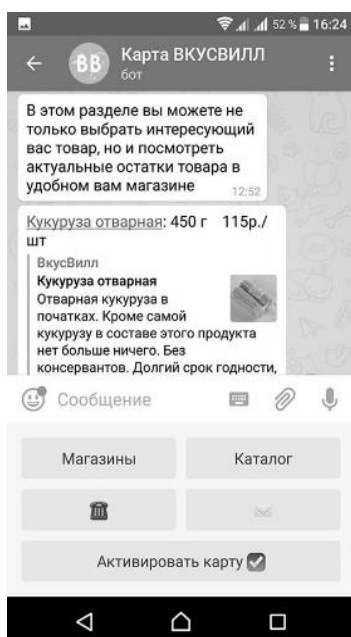 52 % 16:24
BB
Карта ВКУСВИЛЛ
бот
В этом разделе вы можете не
только выбрать интересующий
вас товар, но и посмотреть
актуальные остатки товара в
удобном вам магазине 12:52
Кукуруза отварная: 450 г 115р./
шт
ВкусВилл
Кукуруза отварная
Отварная кукуруза в
початках. Кроме самой
кукурузу в составе этого продукта
нет больше ничего. Без
консервантов. Долгий срок годности,
Сообщение
Магазины Каталог
Активировать карту